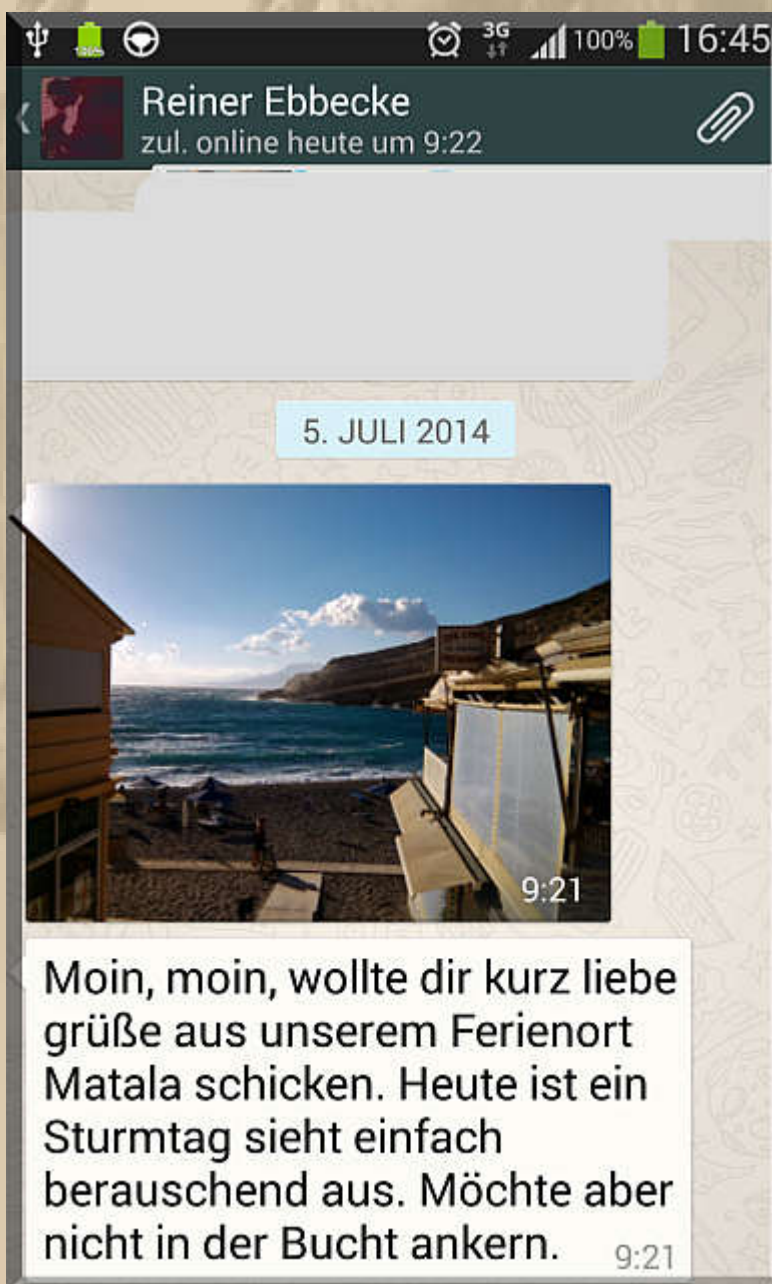 3G
100% 16:45
100%
Reiner Ebbecke
zul. online heute um 9:22
5. JULI 2014
9:21
Moin, moin, wollte dir kurz liebe
grüße aus unserem Ferienort
Matala schicken. Heute ist ein
Sturmtag sieht einfach
berauschend aus. Möchte aber
nicht in der Bucht ankern.
9:21